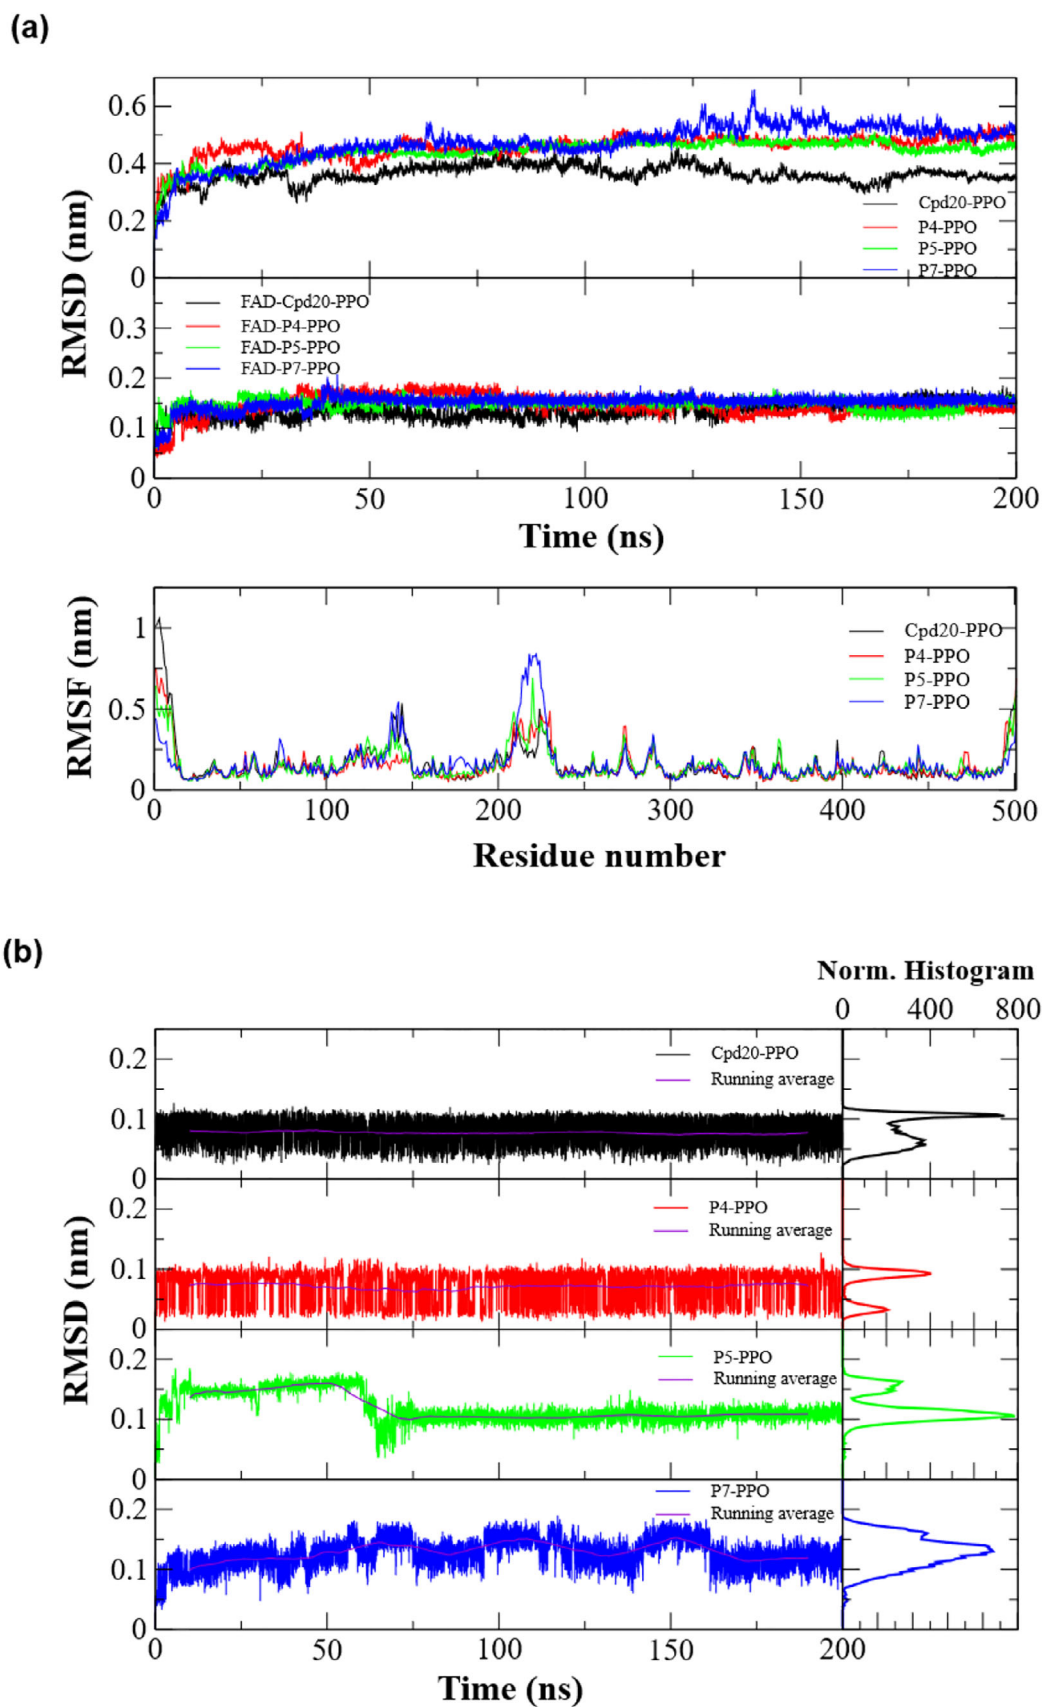 (a)
RMSD (nm)
0.6
0.4
0.2
0
Cpd20-PPO
P4-PPO
P5-PPO
P7-PPO
FAD-Cpd20-PPO
FAD-P4-PPO
FAD-P5-PPO
FAD-P7-PPO
0.3
0.2
0.1
0
0 50 100 150 200
Time (ns)
RMSF (nm)
1
0.5
0
Cpd20-PPO
P4-PPO
P5-PPO
P7-PPO
0 100 200 300 400 500
Residue number
(b)
Norm. Histogram
0 400 800
RMSD (nm)
0.2
0.1
0
Cpd20-PPO
Running average
0.2
0.1
0
P4-PPO
Running average
0.2
0.1
0
P5-PPO
Running average
0.2
0.1
0
P7-PPO
Running average
0 50 100 150 200
Time (ns)